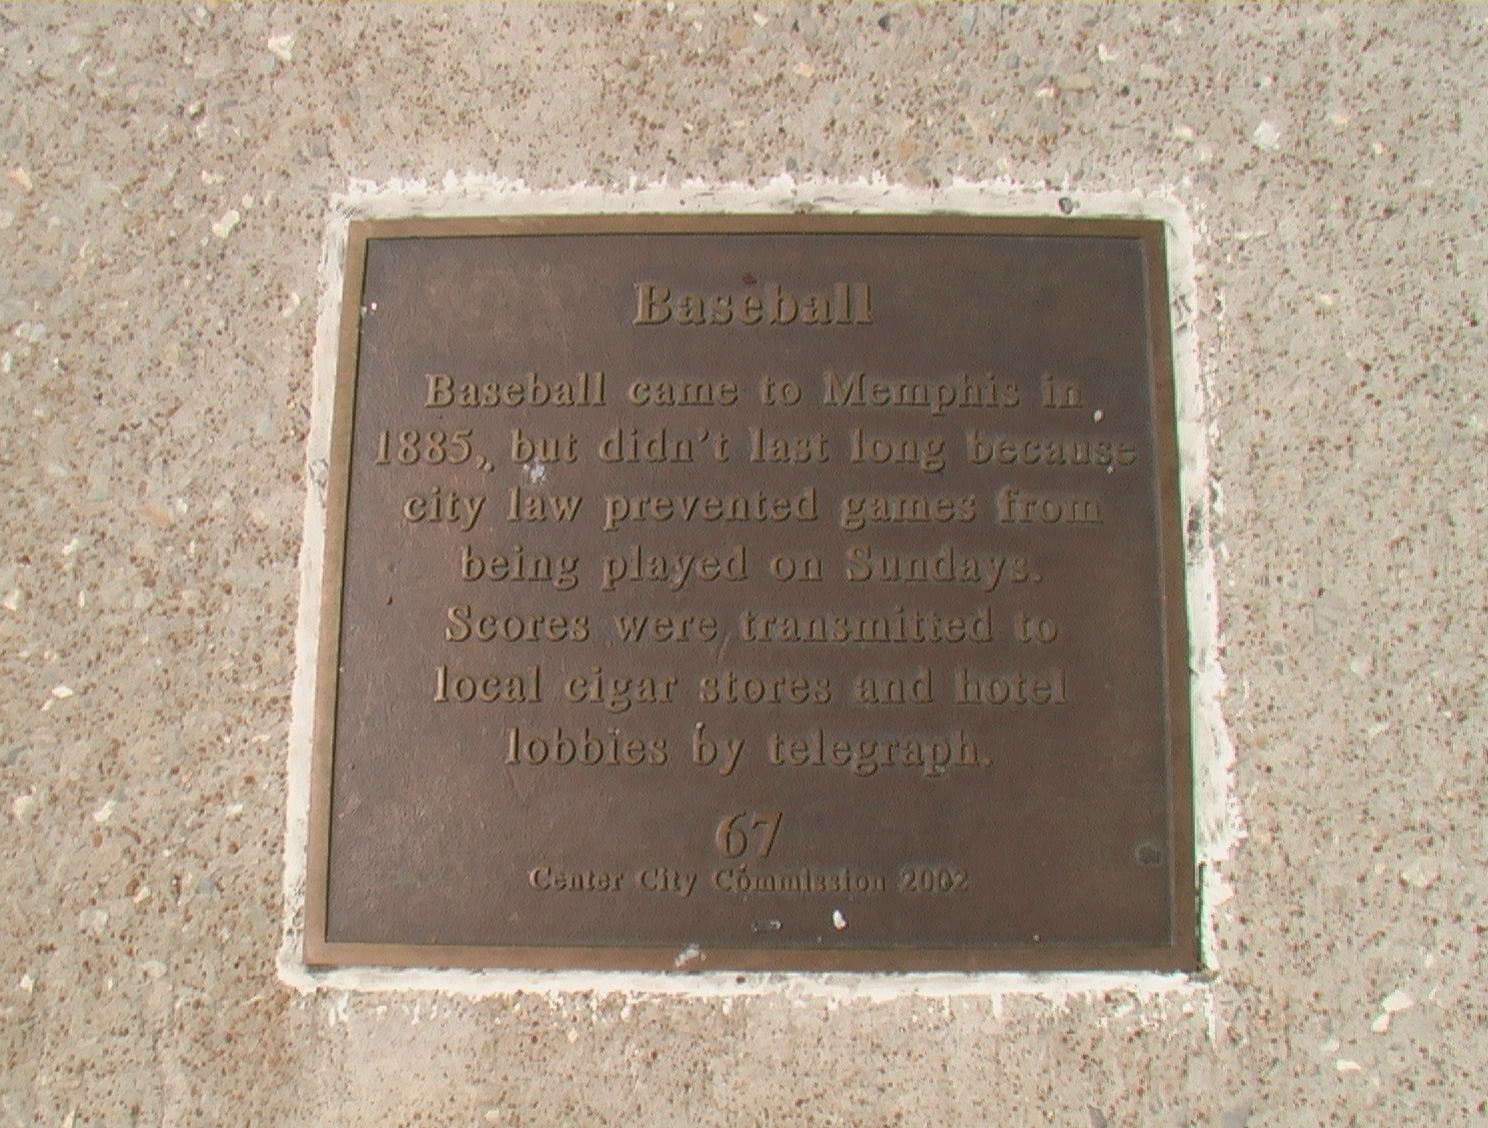 Baseball
Baseball came to Memphis in
1885, but didn't last long because
city law prevented games from
being played on Sundays.
Scores were transmitted to
local cigar stores and hotel
lobbies by telegraph.
67
Center City Commission 2002